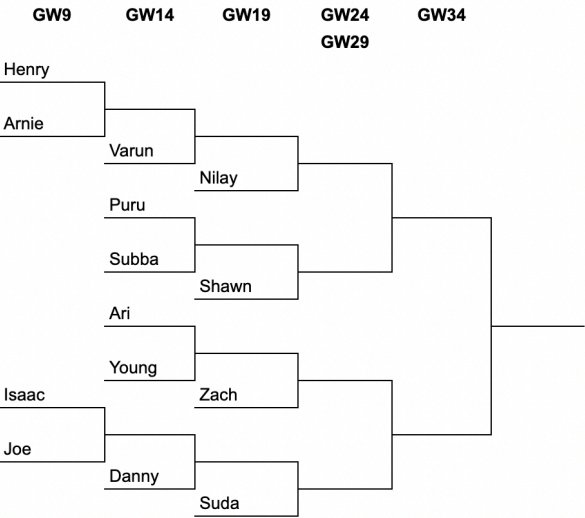 GW9 GW14 GW19 GW24 GW34
GW29
Henry
Arnie
Varun
Nilay
Puru
Subba
Shawn
Ari
Young
Isaac Zach
Joe
Danny
Suda